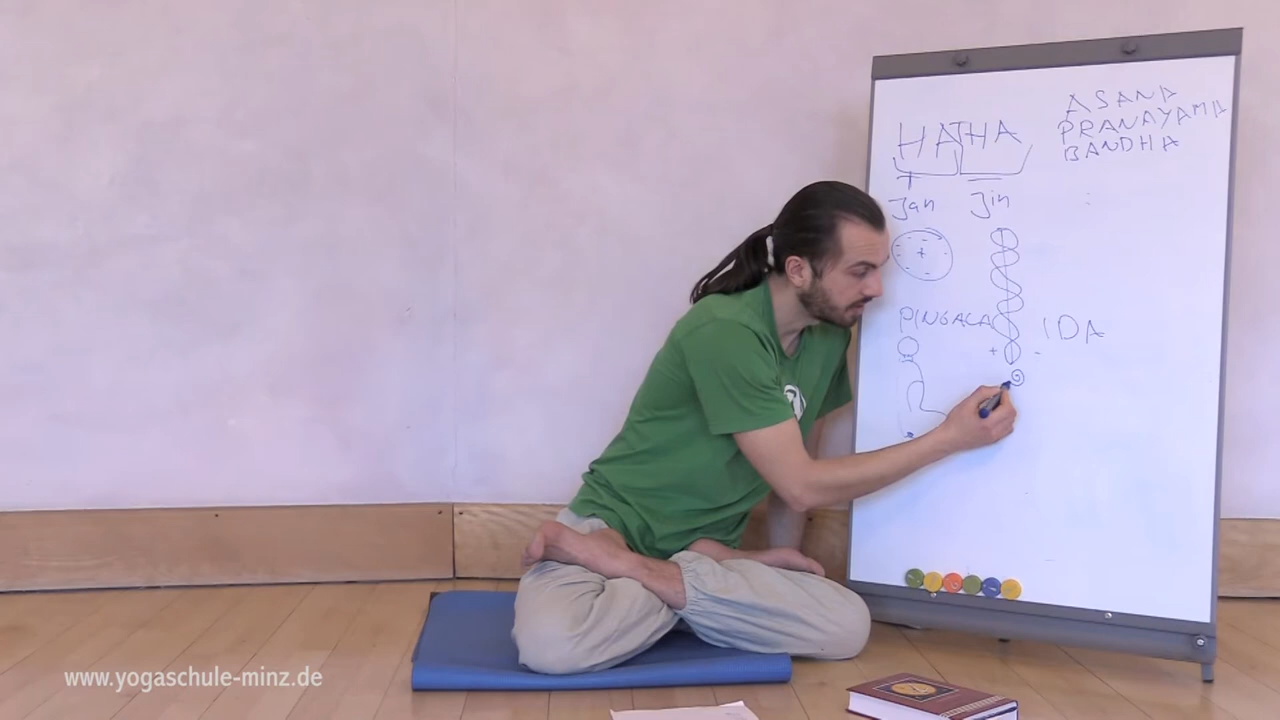 ASANA
PRANAYAMA
BANDHA
HATHA
+ −
Jan Jin
+
PINGALA IDA
+ -
www.yogaschule-minz.de